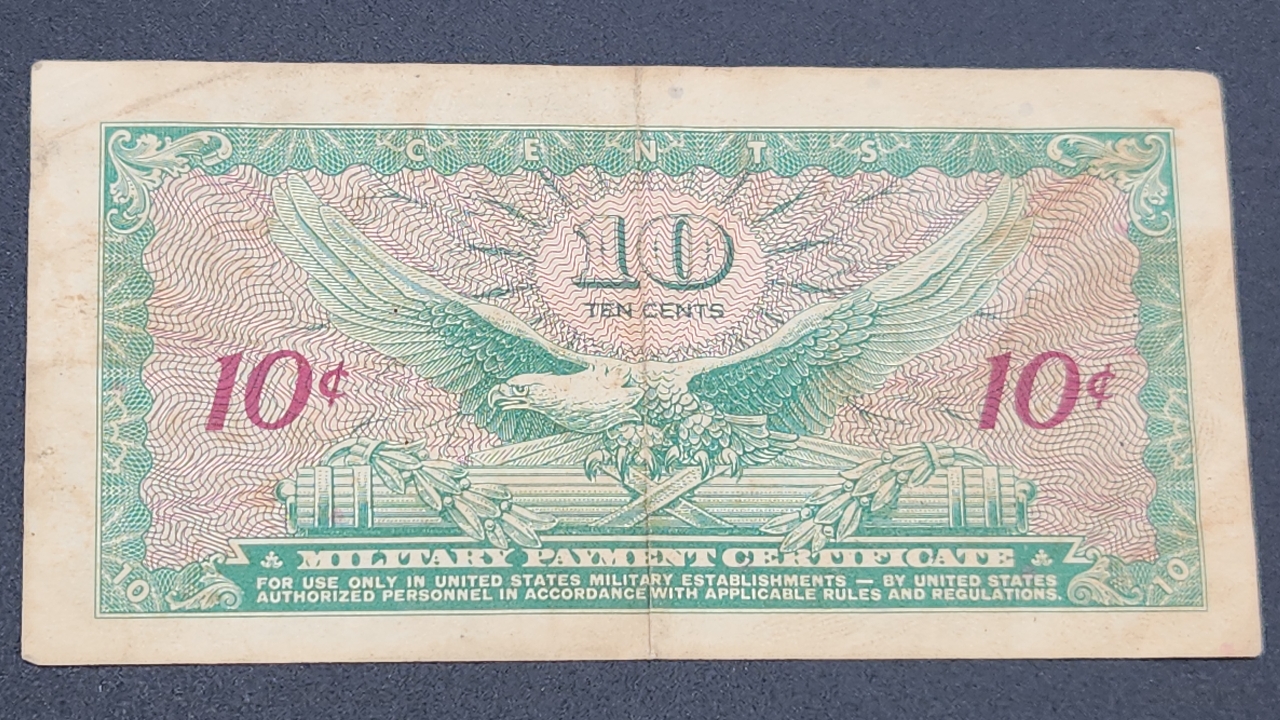 CENTS
10
TEN CENTS
10¢
10¢
MILITARY PAYMENT CERTIFICATE
FOR USE ONLY IN UNITED STATES MILITARY ESTABLISHMENTS — BY UNITED STATES
AUTHORIZED PERSONNEL IN ACCORDANCE WITH APPLICABLE RULES AND REGULATIONS.
10
10